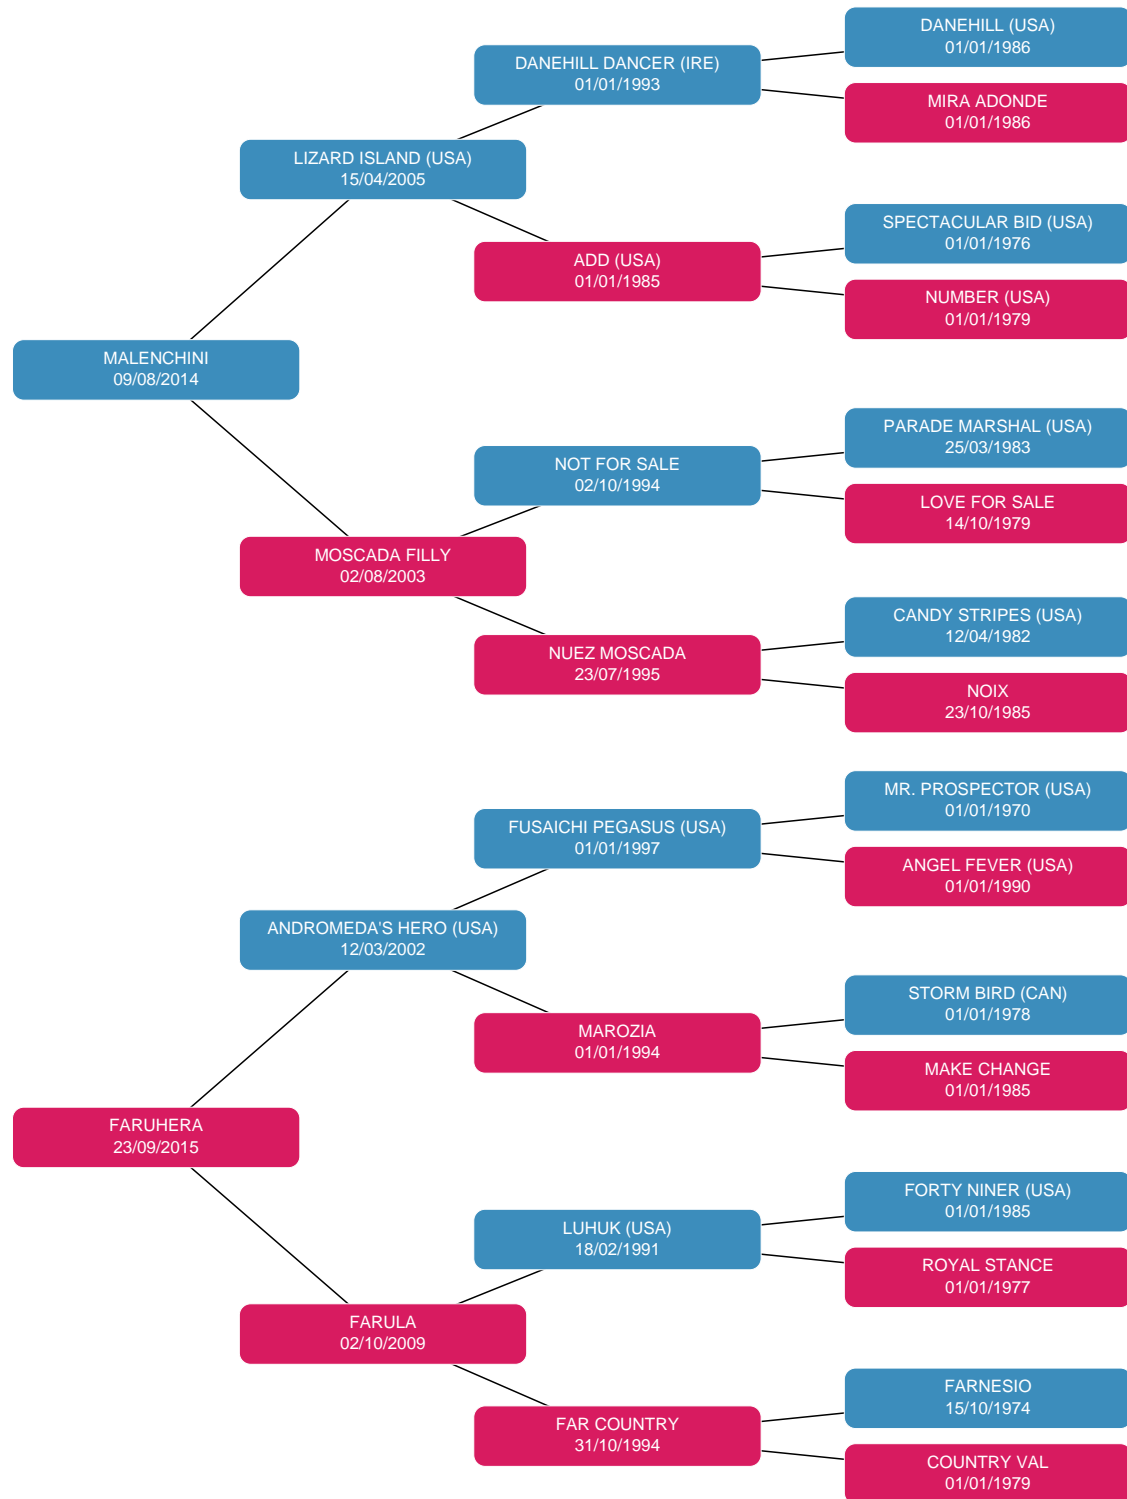 DANEHILL (USA)
01/01/1986
DANEHILL DANCER (IRE)
01/01/1993
MIRA ADONDE
01/01/1986
LIZARD ISLAND (USA)
15/04/2005
SPECTACULAR BID (USA)
01/01/1976
ADD (USA)
01/01/1985
NUMBER (USA)
01/01/1979
MALENCHINI
09/08/2014
PARADE MARSHAL (USA)
25/03/1983
NOT FOR SALE
02/10/1994
LOVE FOR SALE
14/10/1979
MOSCADA FILLY
02/08/2003
CANDY STRIPES (USA)
12/04/1982
NUEZ MOSCADA
23/07/1995
NOIX
23/10/1985
MR. PROSPECTOR (USA)
01/01/1970
FUSAICHI PEGASUS (USA)
01/01/1997
ANGEL FEVER (USA)
01/01/1990
ANDROMEDA'S HERO (USA)
12/03/2002
STORM BIRD (CAN)
01/01/1978
MAROZIA
01/01/1994
MAKE CHANGE
01/01/1985
FARUHERA
23/09/2015
FORTY NINER (USA)
01/01/1985
LUHUK (USA)
18/02/1991
ROYAL STANCE
01/01/1977
FARULA
02/10/2009
FARNESIO
15/10/1974
FAR COUNTRY
31/10/1994
COUNTRY VAL
01/01/1979